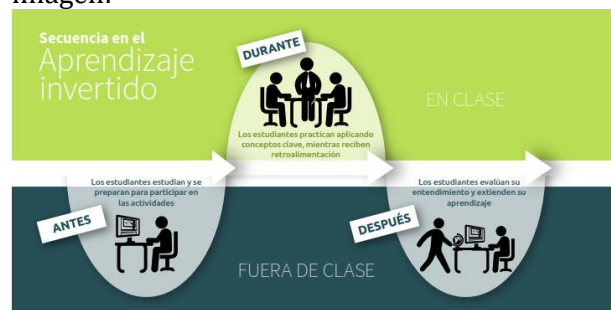 imagen.
Secuencia en el
Aprendizaje
invertido
DURANTE
EN CLASE
Los estudiantes practican aplicando
conceptos clave, mientras reciben
retroalimentación
Los estudiantes estudian y se
preparan para participar en
las actividades
ANTES
Los estudiantes evalúan su
entendimiento y extienden su
aprendizaje
DESPUÉS
FUERA DE CLASE